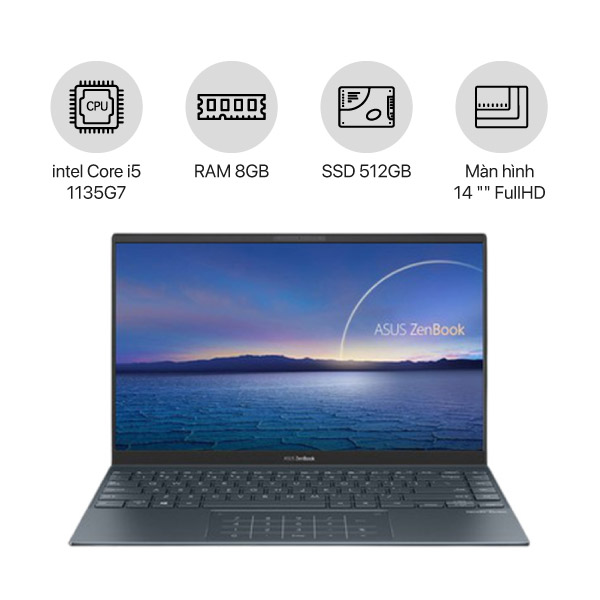 CPU
intel Core i5
1135G7
RAM 8GB
SSD 512GB
Màn hình
14 "" FullHD
ASUS ZenBook
ASUS ZenBook